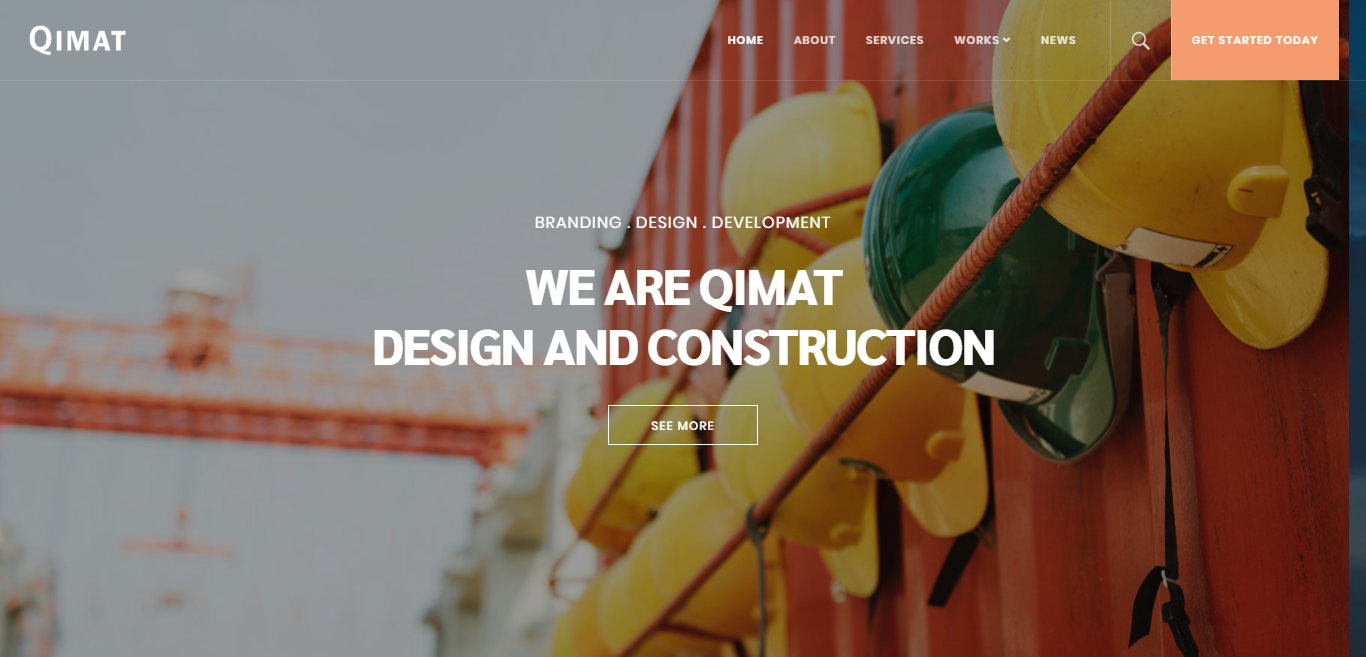 QIMAT
HOME ABOUT SERVICES WORKS NEWS GET STARTED TODAY
BRANDING . DESIGN . DEVELOPMENT
WE ARE QIMAT
DESIGN AND CONSTRUCTION
SEE MORE